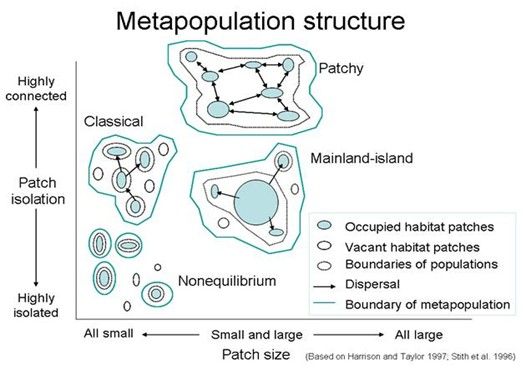 Metapopulation structure
Patchy
Highly
connected
Classical
Mainland-island
Patch
isolation
Occupied habitat patches
Vacant habitat patches
Boundaries of populations
Dispersal
Boundary of metapopulation
Nonequilibrium
Highly
isolated
All small
Small and large
All large
Patch size
(Based on Harrison and Taylor 1997; Stith et al. 1996)